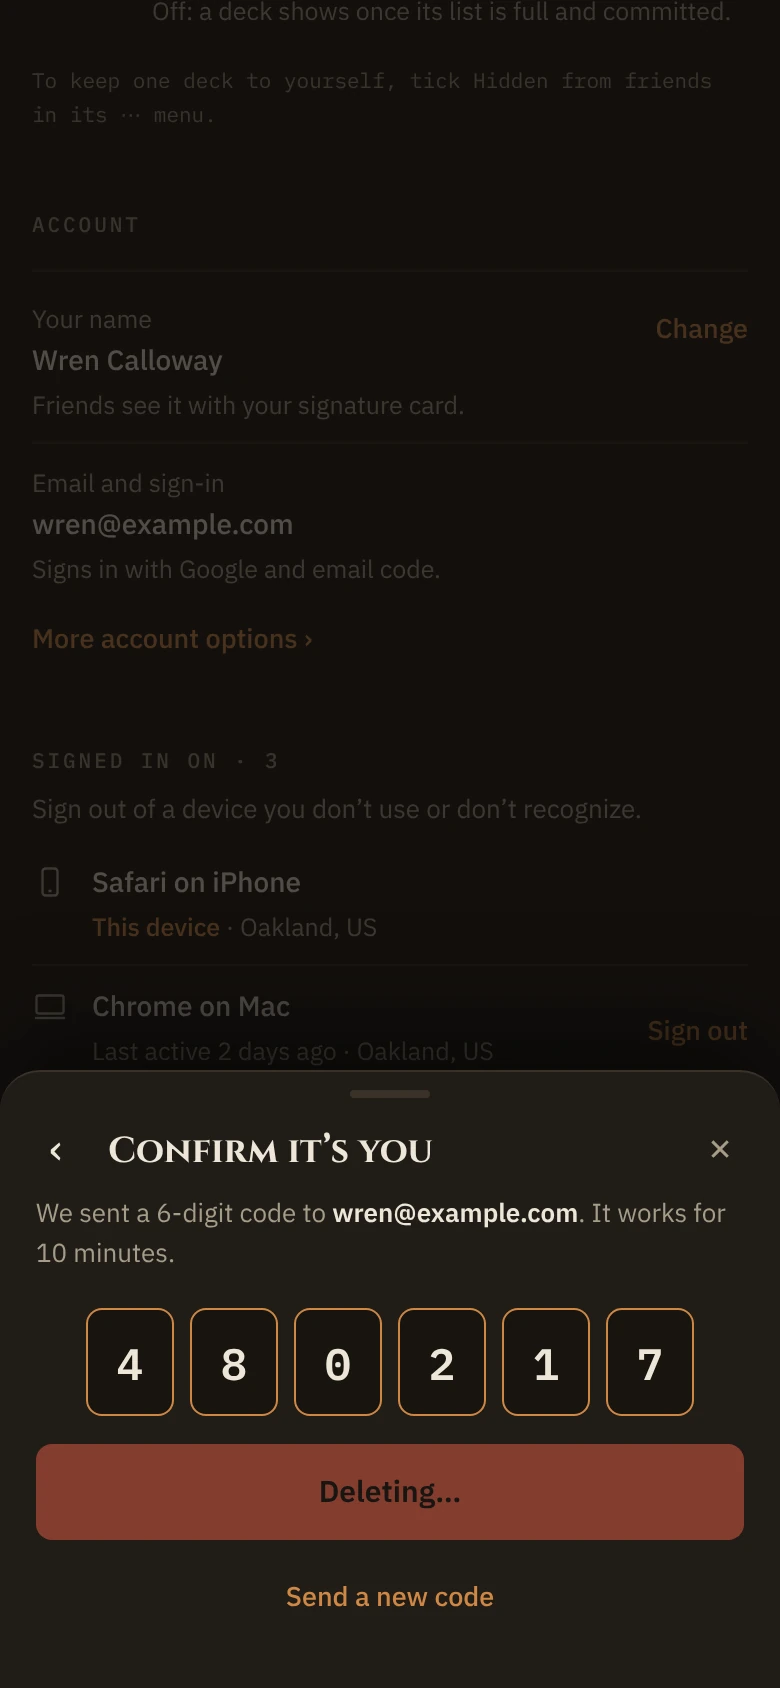 Off: a deck shows once its list is full and committed.
To keep one deck to yourself, tick Hidden from friends
in its ··· menu.
ACCOUNT
Your name
Change
Wren Calloway
Friends see it with your signature card.
Email and sign-in
wren@example.com
Signs in with Google and email code.
More account options ›
SIGNED IN ON · 3
Sign out of a device you don’t use or don’t recognize.
Safari on iPhone
This device · Oakland, US
Chrome on Mac
Sign out
Last active 2 days ago · Oakland, US
‹ Confirm it’s you ✕
We sent a 6-digit code to wren@example.com. It works for
10 minutes.
4 8 0 2 1 7
Deleting...
Send a new code